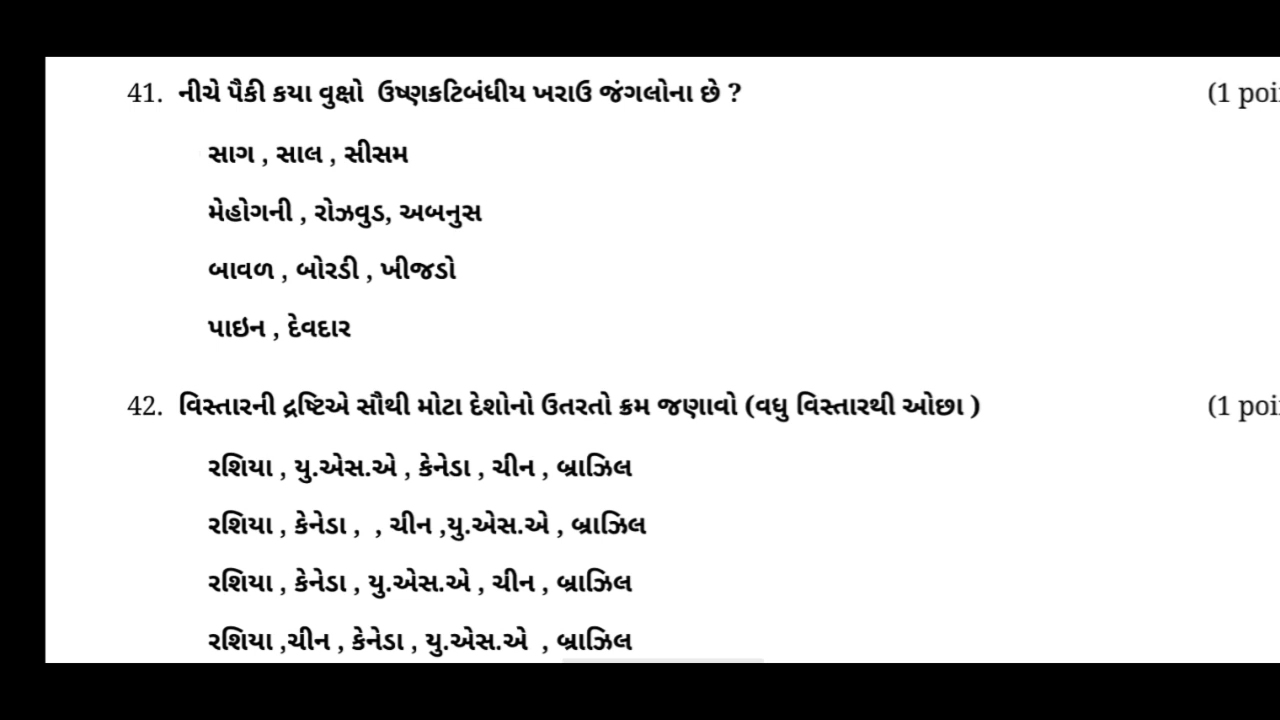 41. નીચે પૈકી કયા વુક્ષો ઉષ્ણકટિબંધીય ખરાઉ જંગલોના છે ? (1 poi
સાગ , સાલ , સીસમ
મેહોગની , રોઝવુડ, અબનુસ
બાવળ , બોરડી , ખીજડો
પાઇન , દેવદાર
42. વિસ્તારની દ્રષ્ટિએ સૌથી મોટા દેશોનો ઉતરતો ક્રમ જણાવો (વધુ વિસ્તારથી ઓછા ) (1 poi
રશિયા , યુ.એસ.એ , કેનેડા , ચીન , બ્રાઝિલ
રશિયા , કેનેડા , , ચીન ,યુ.એસ.એ , બ્રાઝિલ
રશિયા , કેનેડા , યુ.એસ.એ , ચીન , બ્રાઝિલ
રશિયા ,ચીન , કેનેડા , યુ.એસ.એ , બ્રાઝિલ